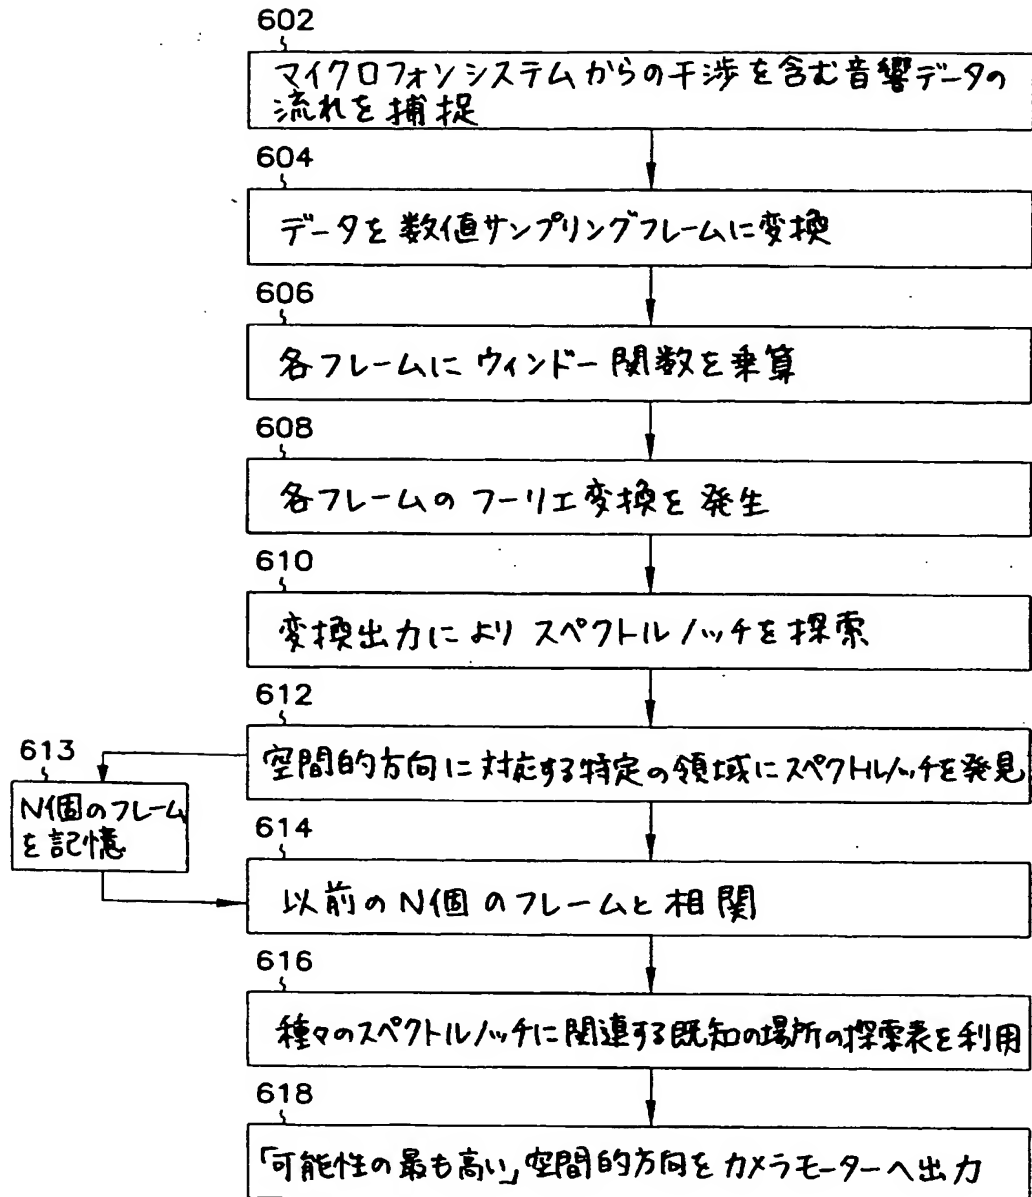 602
マイクロフォンシステムからの干渉を含む音響データの
流れを捕捉
604
データを数値サンプリングフレームに変換
606
各フレームにウィンドー関数を乗算
608
各フレームのフーリエ変換を発生
610
変換出力によりスペクトルノッチを探索
612
空間的方向に対応する特定の領域にスペクトルノッチを発見
613
N個のフレーム
を記憶
614
以前のN個のフレームと相関
616
種々のスペクトルノッチに関連する既知の場所の探索表を利用
618
「可能性の最も高い」空間的方向をカメラモーターへ出力